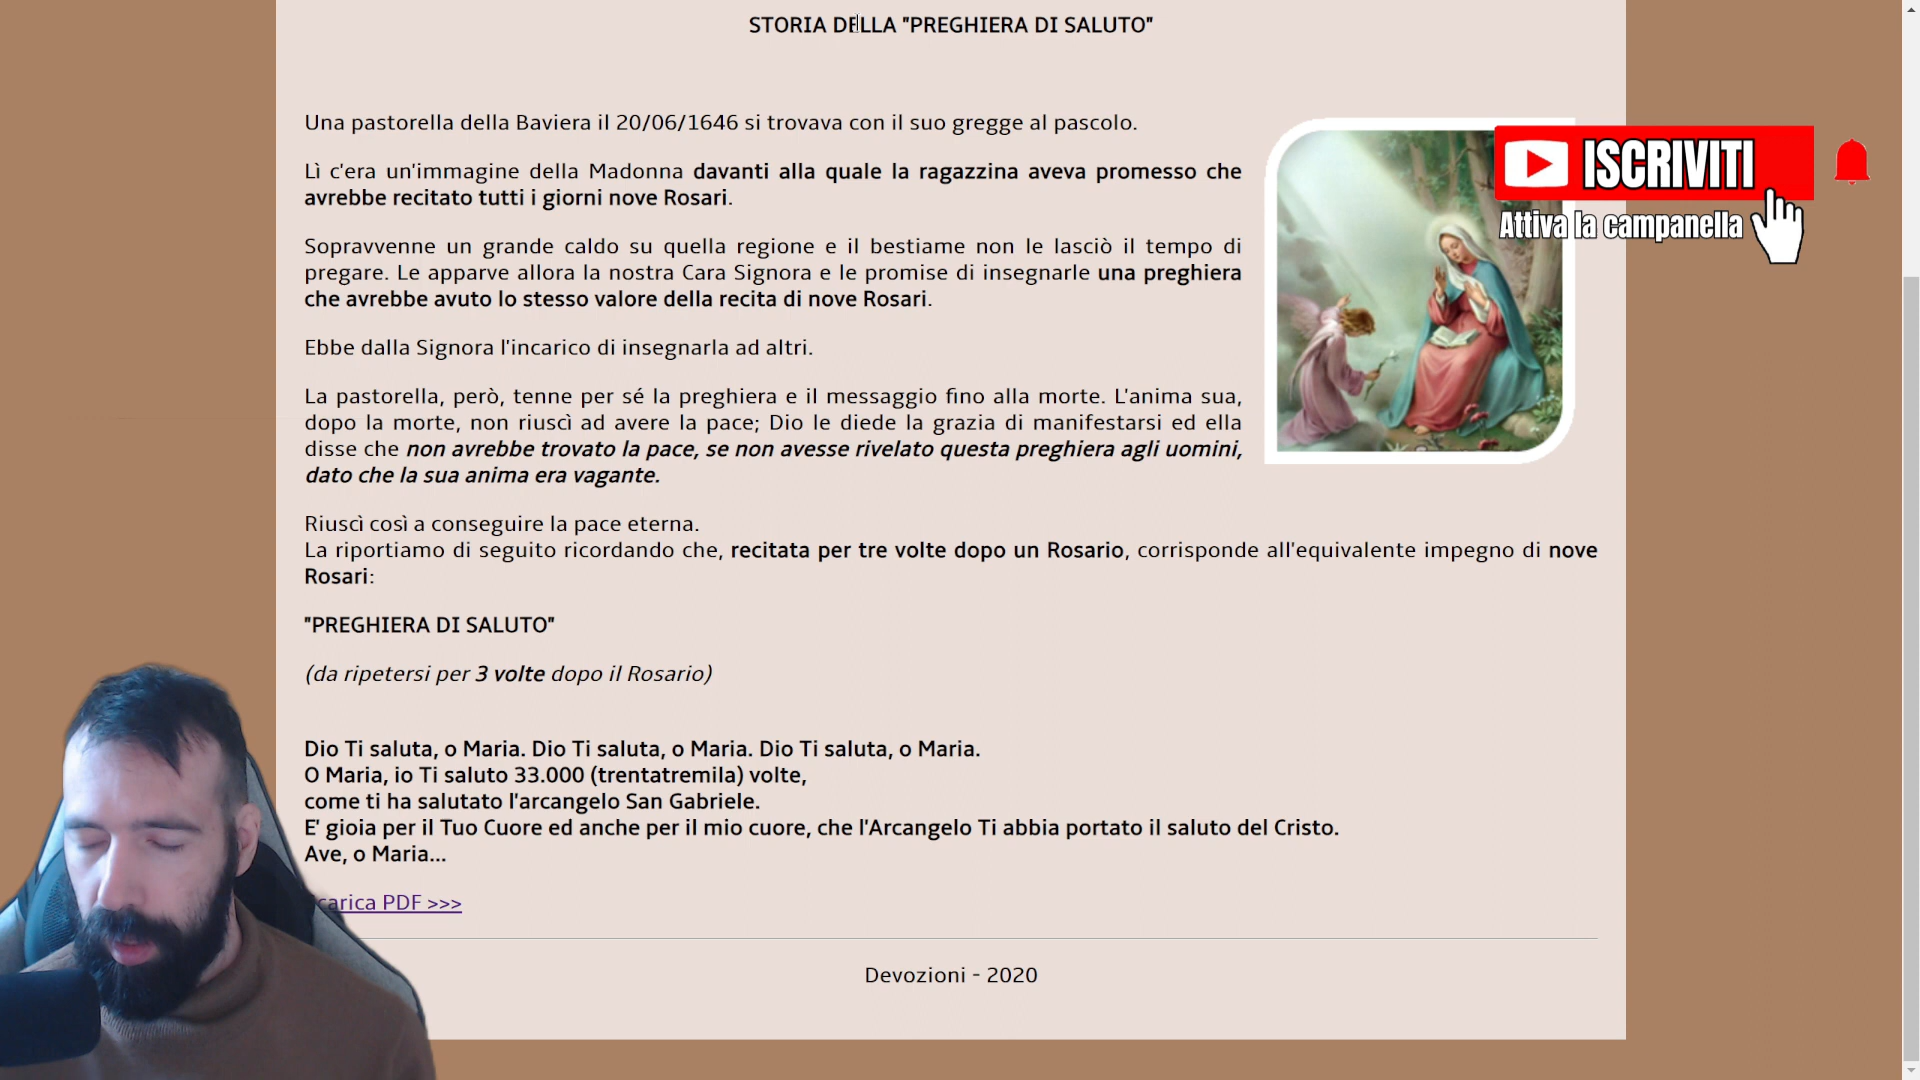 STORIA DELLA "PREGHIERA DI SALUTO"
Una pastorella della Baviera il 20/06/1646 si trovava con il suo gregge al pascolo.
Lì c'era un'immagine della Madonna davanti alla quale la ragazzina aveva promesso che
avrebbe recitato tutti i giorni nove Rosari.
Sopravvenne un grande caldo su quella regione e il bestiame non le lasciò il tempo di
pregare. Le apparve allora la nostra Cara Signora e le promise di insegnarle una preghiera
che avrebbe avuto lo stesso valore della recita di nove Rosari.
Ebbe dalla Signora l'incarico di insegnarla ad altri.
La pastorella, però, tenne per sé la preghiera e il messaggio fino alla morte. L'anima sua,
dopo la morte, non riuscì ad avere la pace; Dio le diede la grazia di manifestarsi ed ella
disse che non avrebbe trovato la pace, se non avesse rivelato questa preghiera agli uomini,
dato che la sua anima era vagante.
Riuscì così a conseguire la pace eterna.
La riportiamo di seguito ricordando che, recitata per tre volte dopo un Rosario, corrisponde all'equivalente impegno di nove
Rosari:
"PREGHIERA DI SALUTO"
(da ripetersi per 3 volte dopo il Rosario)
Dio Ti saluta, o Maria. Dio Ti saluta, o Maria. Dio Ti saluta, o Maria.
O Maria, io Ti saluto 33.000 (trentatremila) volte,
come ti ha salutato l'arcangelo San Gabriele.
E' gioia per il Tuo Cuore ed anche per il mio cuore, che l'Arcangelo Ti abbia portato il saluto del Cristo.
Ave, o Maria...
carica PDF >>>
Devozioni - 2020
ISCRIVITI
Attiva la campanella